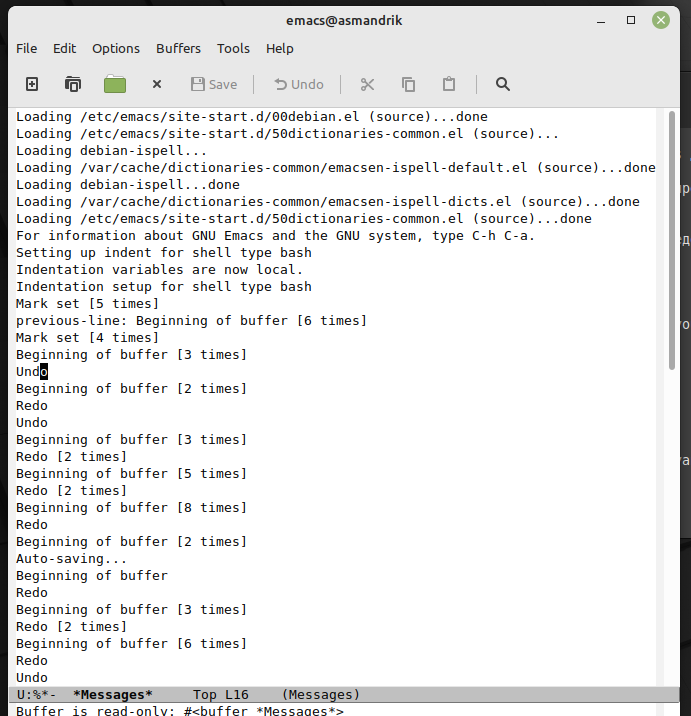 emacs@asmandrik
File Edit Options Buffers Tools Help
Save Undo
Loading /etc/emacs/site-start.d/00debian.el (source)...done
Loading /etc/emacs/site-start.d/50dictionaries-common.el (source)...
Loading debian-ispell...
Loading /var/cache/dictionaries-common/emacsen-ispell-default.el (source)...done
Loading debian-ispell...done
Loading /var/cache/dictionaries-common/emacsen-ispell-dicts.el (source)...done
Loading /etc/emacs/site-start.d/50dictionaries-common.el (source)...done
For information about GNU Emacs and the GNU system, type C-h C-a.
Setting up indent for shell type bash
Indentation variables are now local.
Indentation setup for shell type bash
Mark set [5 times]
previous-line: Beginning of buffer [6 times]
Mark set [4 times]
Beginning of buffer [3 times]
Undo
Beginning of buffer [2 times]
Redo
Undo
Beginning of buffer [3 times]
Redo [2 times]
Beginning of buffer [5 times]
Redo [2 times]
Beginning of buffer [8 times]
Redo
Beginning of buffer [2 times]
Auto-saving...
Beginning of buffer
Redo
Beginning of buffer [3 times]
Redo [2 times]
Beginning of buffer [6 times]
Redo
Undo
U:%*- *Messages* Top L16 (Messages)
Buffer is read-only: #<buffer *Messages*>